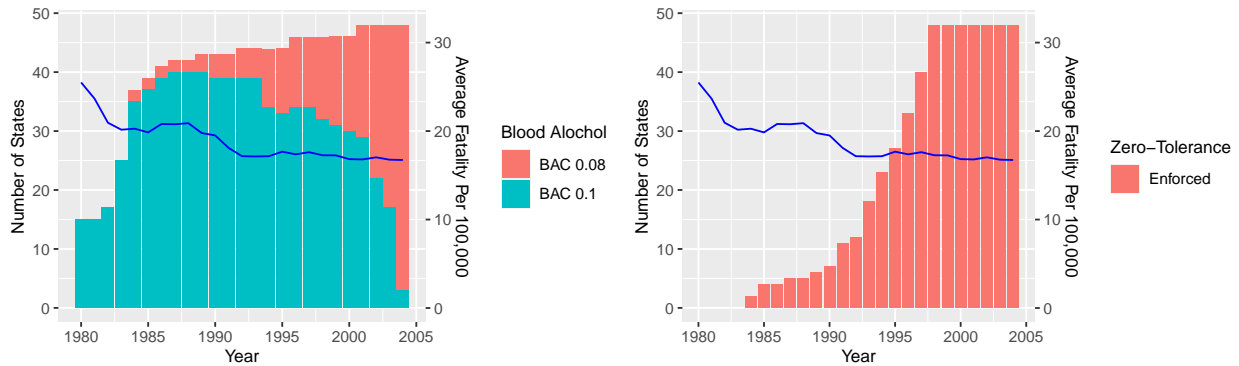 50
40
30
20
10
0
Number of States
30
20
10
0
Average Fatality Per 100,000
1980 1985 1990 1995 2000 2005
Year
Blood Alochol
BAC 0.08
BAC 0.1
50
40
30
20
10
0
Number of States
30
20
10
0
Average Fatality Per 100,000
1980 1985 1990 1995 2000 2005
Year
Zero−Tolerance
Enforced